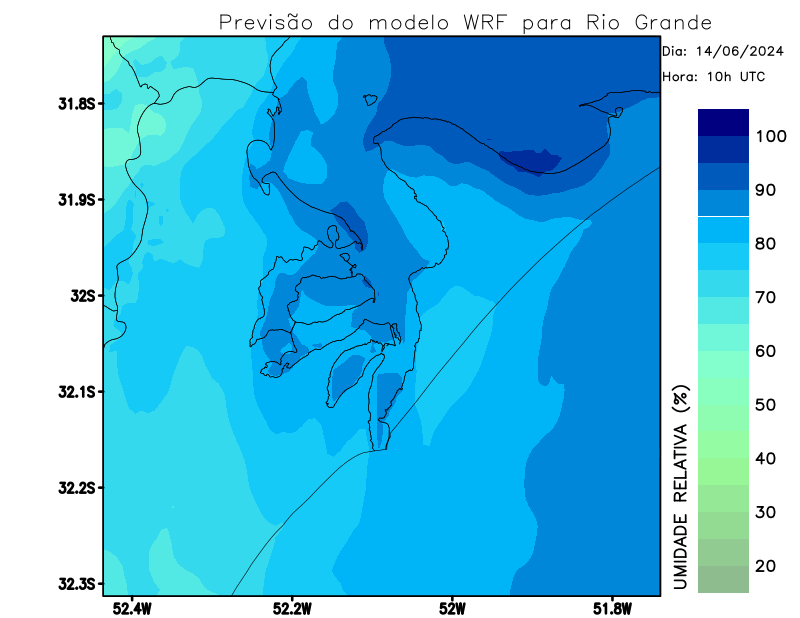 Previsão do modelo WRF para Rio Grande
Dia: 14/06/2024
Hora: 10h UTC
31.8S
31.9S
32S
32.1S
32.2S
32.3S
52.4W
52.2W
52W
51.8W
UMIDADE RELATIVA (%)
100
90
80
70
60
50
40
30
20